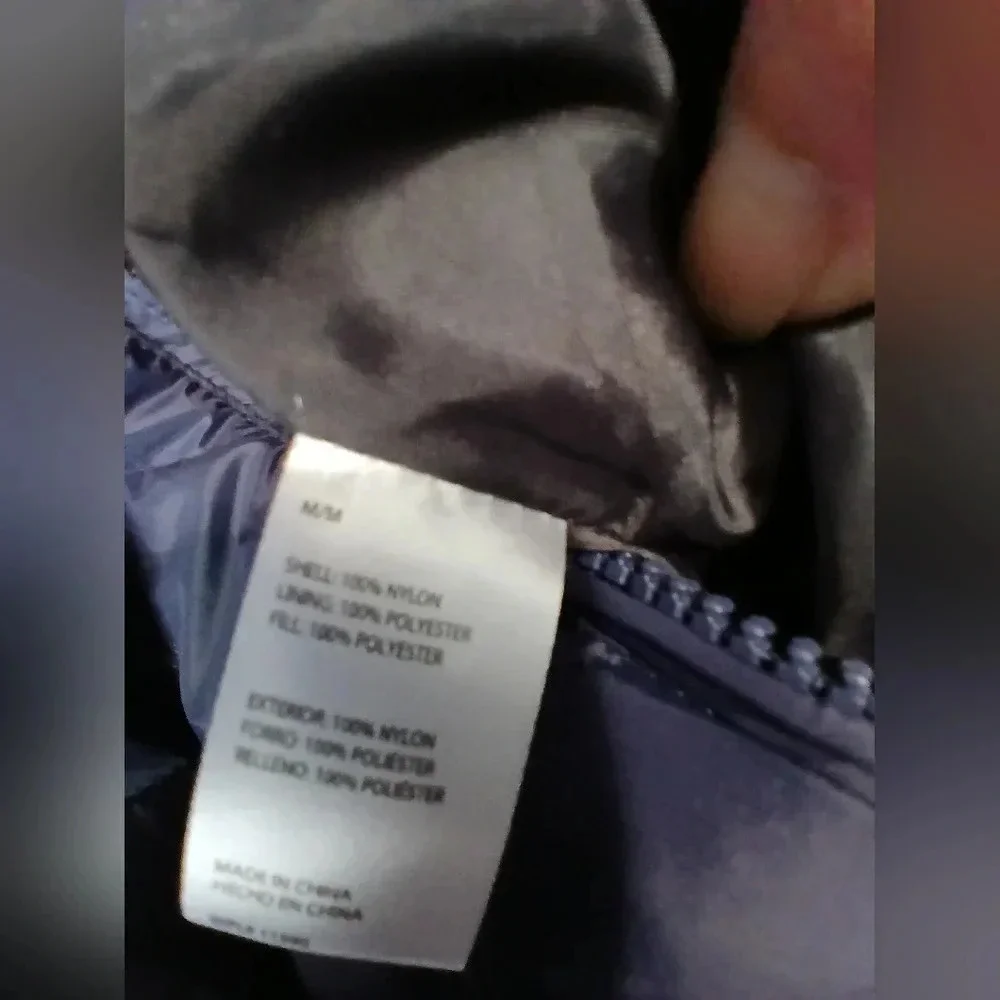 M/M
SHELL: 100% NYLON
LINING: 100% POLYESTER
FILL: 100% POLYESTER
EXTERIOR: 100% NYLON
FORRO: 100% POLIÉSTER
RELLENO: 100% POLIÉSTER
MADE IN CHINA
HECHO EN CHINA